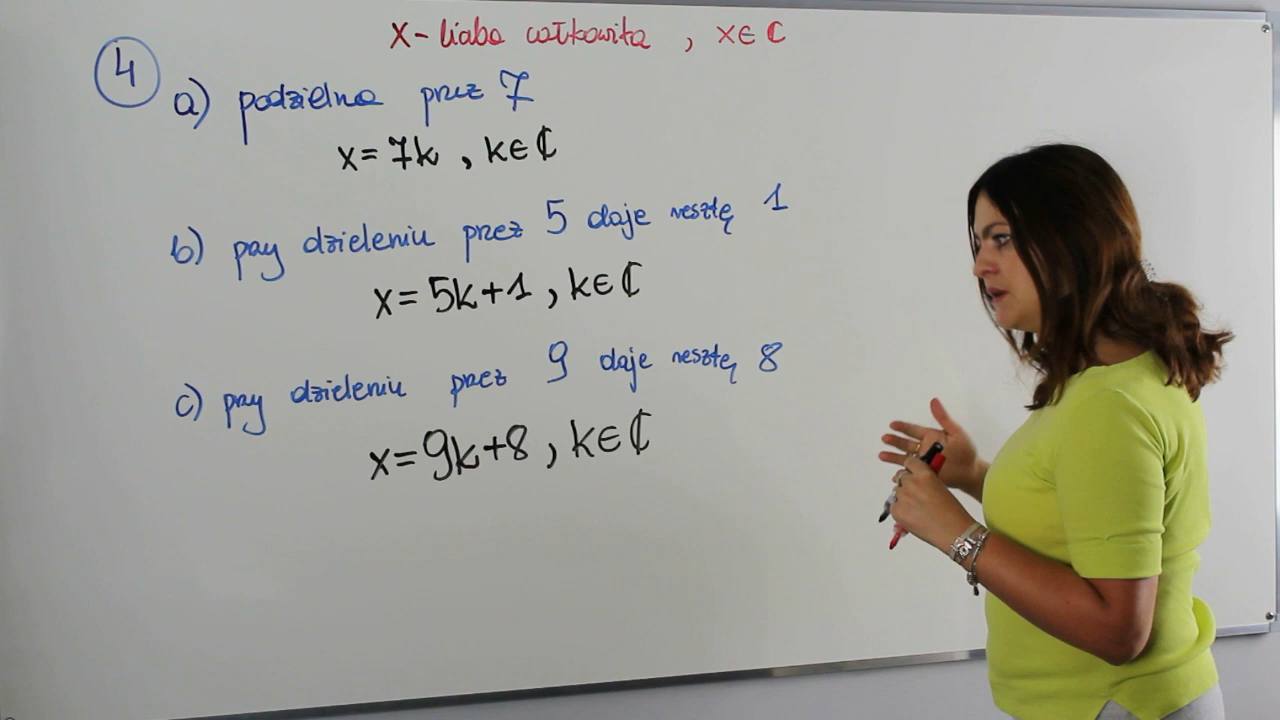 x - liczba całkowita , x∈ℂ
4
a) podzielna przez 7
x = 7k , k∈ℂ
b) przy dzieleniu przez 5 daje resztę 1
x = 5k+1 , k∈ℂ
c) przy dzieleniu przez 9 daje resztę 8
x = 9k+8 , k∈ℂ